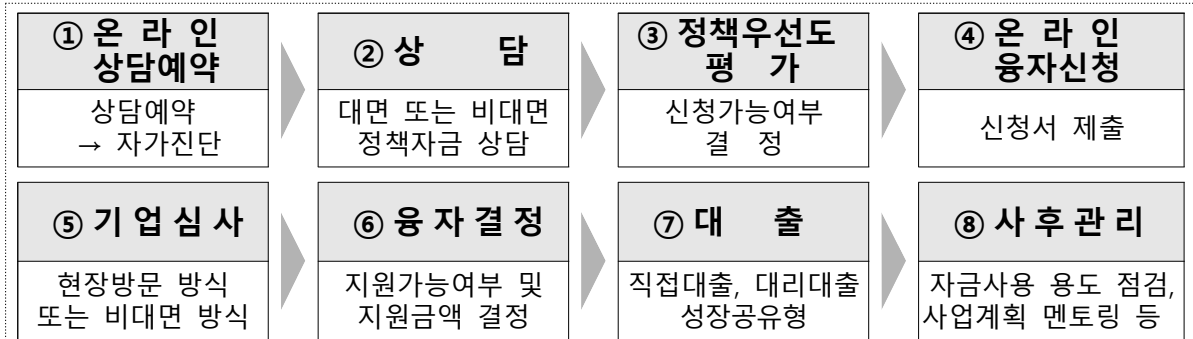 ① 온 라 인
상담예약
상담예약
→ 자가진단
② 상 담
대면 또는 비대면
정책자금 상담
③ 정책우선도
평 가
신청가능여부
결 정
④ 온 라 인
융자신청
신청서 제출
⑤ 기 업 심 사
현장방문 방식
또는 비대면 방식
⑥ 융 자 결 정
지원가능여부 및
지원금액 결정
⑦ 대 출
직접대출, 대리대출
성장공유형
⑧ 사 후 관 리
자금사용 용도 점검,
사업계획 멘토링 등